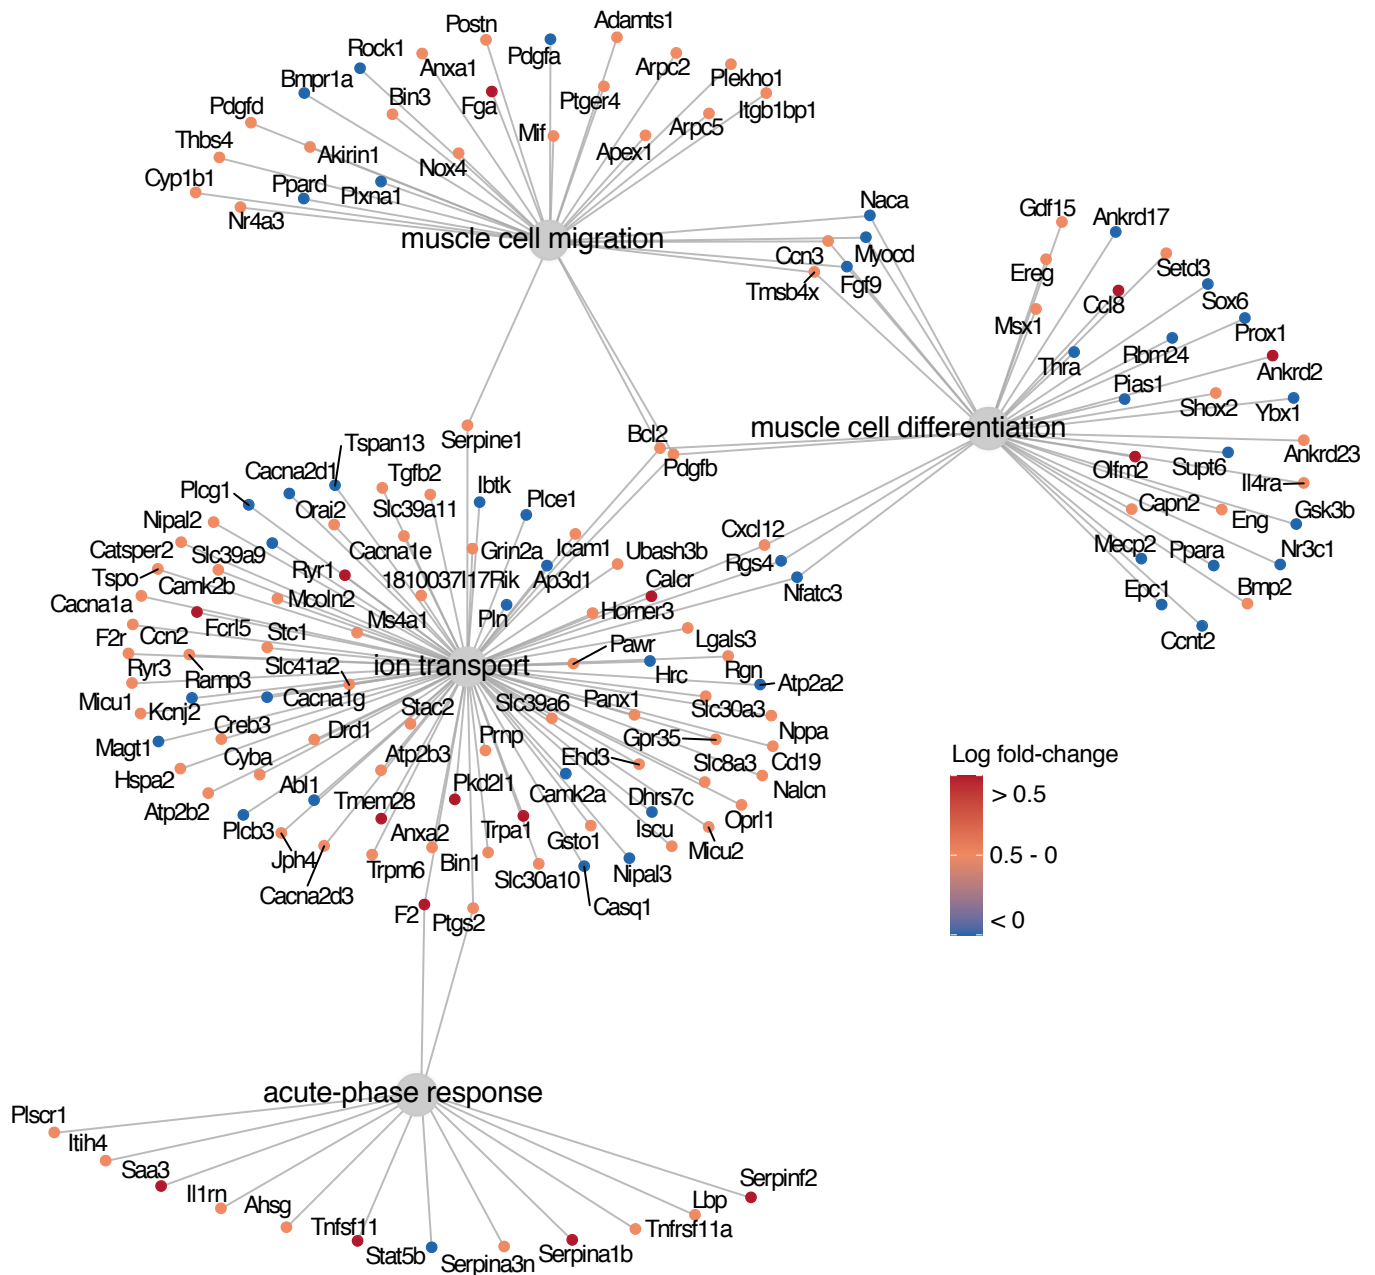 Postn
Adamts1
Rock1
Anxa1
Pdgfa
Arpc2
Plekho1
Bmpr1a
Bin3
Fga
Ptger4
Itgb1bp1
Pdgfd
Mif
Arpc5
Thbs4
Akirin1
Nox4
Apex1
Cyp1b1
Ppard
Plxna1
Nr4a3
muscle cell migration
Naca
Gdf15
Ankrd17
Ccn3
Myocd
Ereg
Setd3
Tmsb4x
Fgf9
Ccl8
Sox6
Msx1
Prox1
Thra
Rbm24
Ankrd2
Pias1
Shox2
Ybx1
muscle cell differentiation
Serpine1
Bcl2
Pdgfb
Ankrd23
Olfm2
Supt6
Il4ra
Capn2
Eng
Gsk3b
Mecp2
Ppara
Nr3c1
Epc1
Bmp2
Ccnt2
Tspan13
Cacna2d1
Tgfb2
Ibtk
Plcg1
Orai2
Slc39a11
Plce1
Nipal2
Cxcl12
Catsper2
Slc39a9
Cacna1e
Grin2a
Icam1
Ubash3b
Rgs4
Tspo
Camk2b
Ryr1
1810037I17Rik
Ap3d1
Calcr
Nfatc3
Cacna1a
Mcoln2
Ms4a1
Pln
Homer3
F2r
Ccn2
Fcrl5
Stc1
Pawr
Lgals3
Ryr3
Ramp3
Slc41a2
ion transport
Hrc
Rgn
Atp2a2
Micu1
Kcnj2
Cacna1g
Stac2
Slc39a6
Panx1
Slc30a3
Nppa
Magt1
Creb3
Drd1
Prnp
Gpr35
Cd19
Hspa2
Cyba
Atp2b3
Ehd3
Slc8a3
Nalcn
Atp2b2
Abl1
Tmem28
Pkd2l1
Camk2a
Dhrs7c
Oprl1
Plcb3
Jph4
Anxa2
Trpa1
Gsto1
Iscu
Micu2
Cacna2d3
Trpm6
Bin1
Slc30a10
Nipal3
Casq1
F2
Ptgs2
Log fold-change
> 0.5
0.5 - 0
< 0
acute-phase response
Plscr1
Itih4
Saa3
Il1rn
Ahsg
Tnfsf11
Stat5b
Serpina3n
Serpina1b
Tnfrsf11a
Lbp
Serpinf2